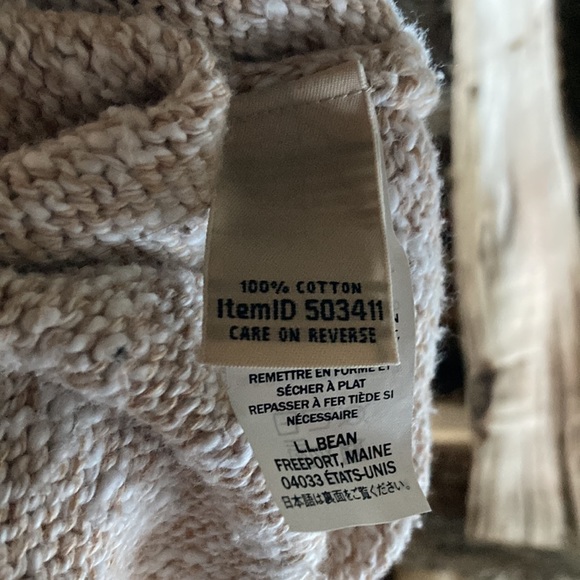 100% COTTON
ItemID 503411
CARE ON REVERSE
REMETTRE EN FORME ET
SÉCHER À PLAT
REPASSER À FER TIÈDE SI
NÉCESSAIRE
L.L.BEAN
FREEPORT, MAINE
04033 ÉTATS-UNIS
日本語は裏面をご覧ください。